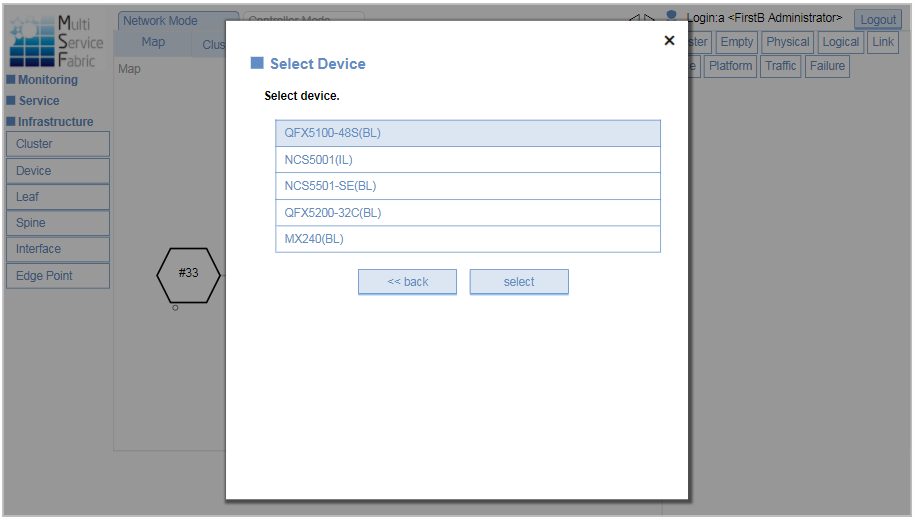 Multi
Service
Fabric
Network Mode
Controller Mode
Login:a <FirstB Administrator>
Logout
Map
Clus
ster
Empty
Physical
Logical
Link
e
Platform
Traffic
Failure
Map
Monitoring
Service
Infrastructure
Cluster
Device
Leaf
Spine
Interface
Edge Point
#33
×
Select Device
Select device.
QFX5100-48S(BL)
NCS5001(IL)
NCS5501-SE(BL)
QFX5200-32C(BL)
MX240(BL)
<< back
select